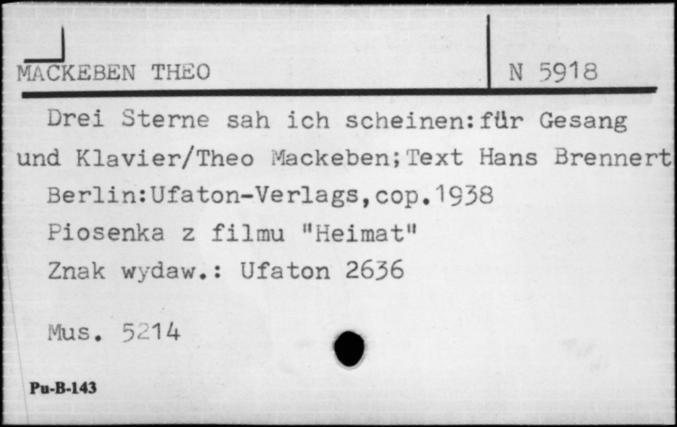 MACKEBEN THEO N 5918
Drei Sterne sah ich scheinen:für Gesang
und Klavier/Theo Mackeben;Text Hans Brennert
Berlin:Ufaton-Verlags,cop.1938
Piosenka z filmu "Heimat"
Znak wydaw.: Ufaton 2636
Mus. 5214
Pu-B-143